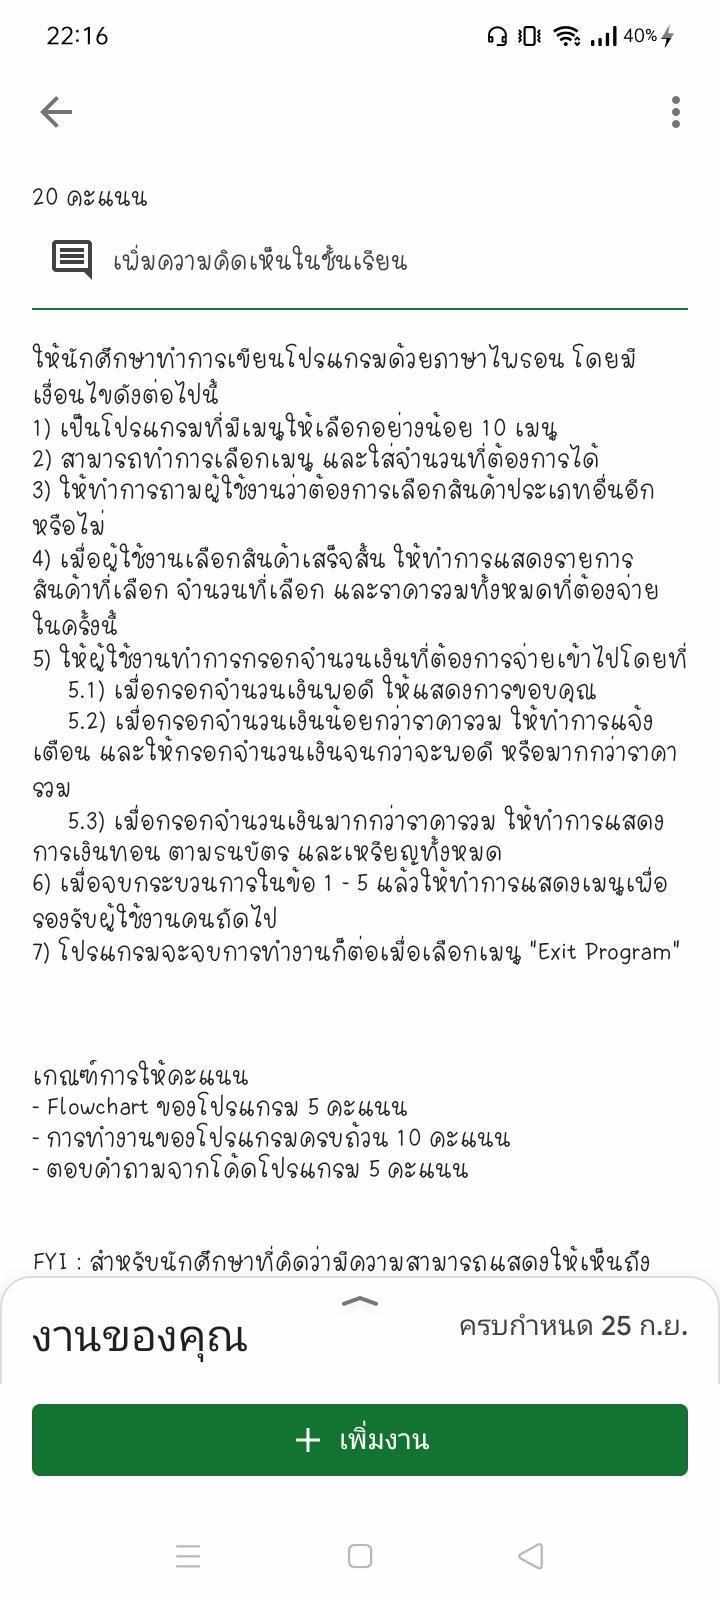 22:16
40%
20 คะแนน
เพิ่มความคิดเห็นในชั้นเรียน
ให้นักศึกษาทำการเขียนโปรแกรมด้วยภาษาไพธอน โดยมี
เงื่อนไขดังต่อไปนี้
1) เป็นโปรแกรมที่มีเมนูให้เลือกอย่างน้อย 10 เมนู
2) สามารถทำการเลือกเมนู และใส่จำนวนที่ต้องการได้
3) ให้ทำการถามผู้ใช้งานว่าต้องการเลือกสินค้าประเภทอื่นอีก
หรือไม่
4) เมื่อผู้ใช้งานเลือกสินค้าเสร็จสิ้น ให้ทำการแสดงรายการ
สินค้าที่เลือก จำนวนที่เลือก และราคารวมทั้งหมดที่ต้องจ่าย
ในครั้งนี้
5) ให้ผู้ใช้งานทำการกรอกจำนวนเงินที่ต้องการจ่ายเข้าไปโดยที่
5.1) เมื่อกรอกจำนวนเงินพอดี ให้แสดงการขอบคุณ
5.2) เมื่อกรอกจำนวนเงินน้อยกว่าราคารวม ให้ทำการแจ้ง
เตือน และให้กรอกจำนวนเงินจนกว่าจะพอดี หรือมากกว่าราคา
รวม
5.3) เมื่อกรอกจำนวนเงินมากกว่าราคารวม ให้ทำการแสดง
การเงินทอน ตามธนบัตร และเหรียญทั้งหมด
6) เมื่อจบกระบวนการในข้อ 1 - 5 แล้วให้ทำการแสดงเมนูเพื่อ
รองรับผู้ใช้งานคนถัดไป
7) โปรแกรมจะจบการทำงานก็ต่อเมื่อเลือกเมนู "Exit Program"
เกณฑ์การให้คะแนน
- Flowchart ของโปรแกรม 5 คะแนน
- การทำงานของโปรแกรมครบถ้วน 10 คะแนน
- ตอบคำถามจากโค้ดโปรแกรม 5 คะแนน
FYI : สำหรับนักศึกษาที่คิดว่ามีความสามารถแสดงให้เห็นถึง
งานของคุณ
ครบกำหนด 25 ก.ย.
+ เพิ่มงาน